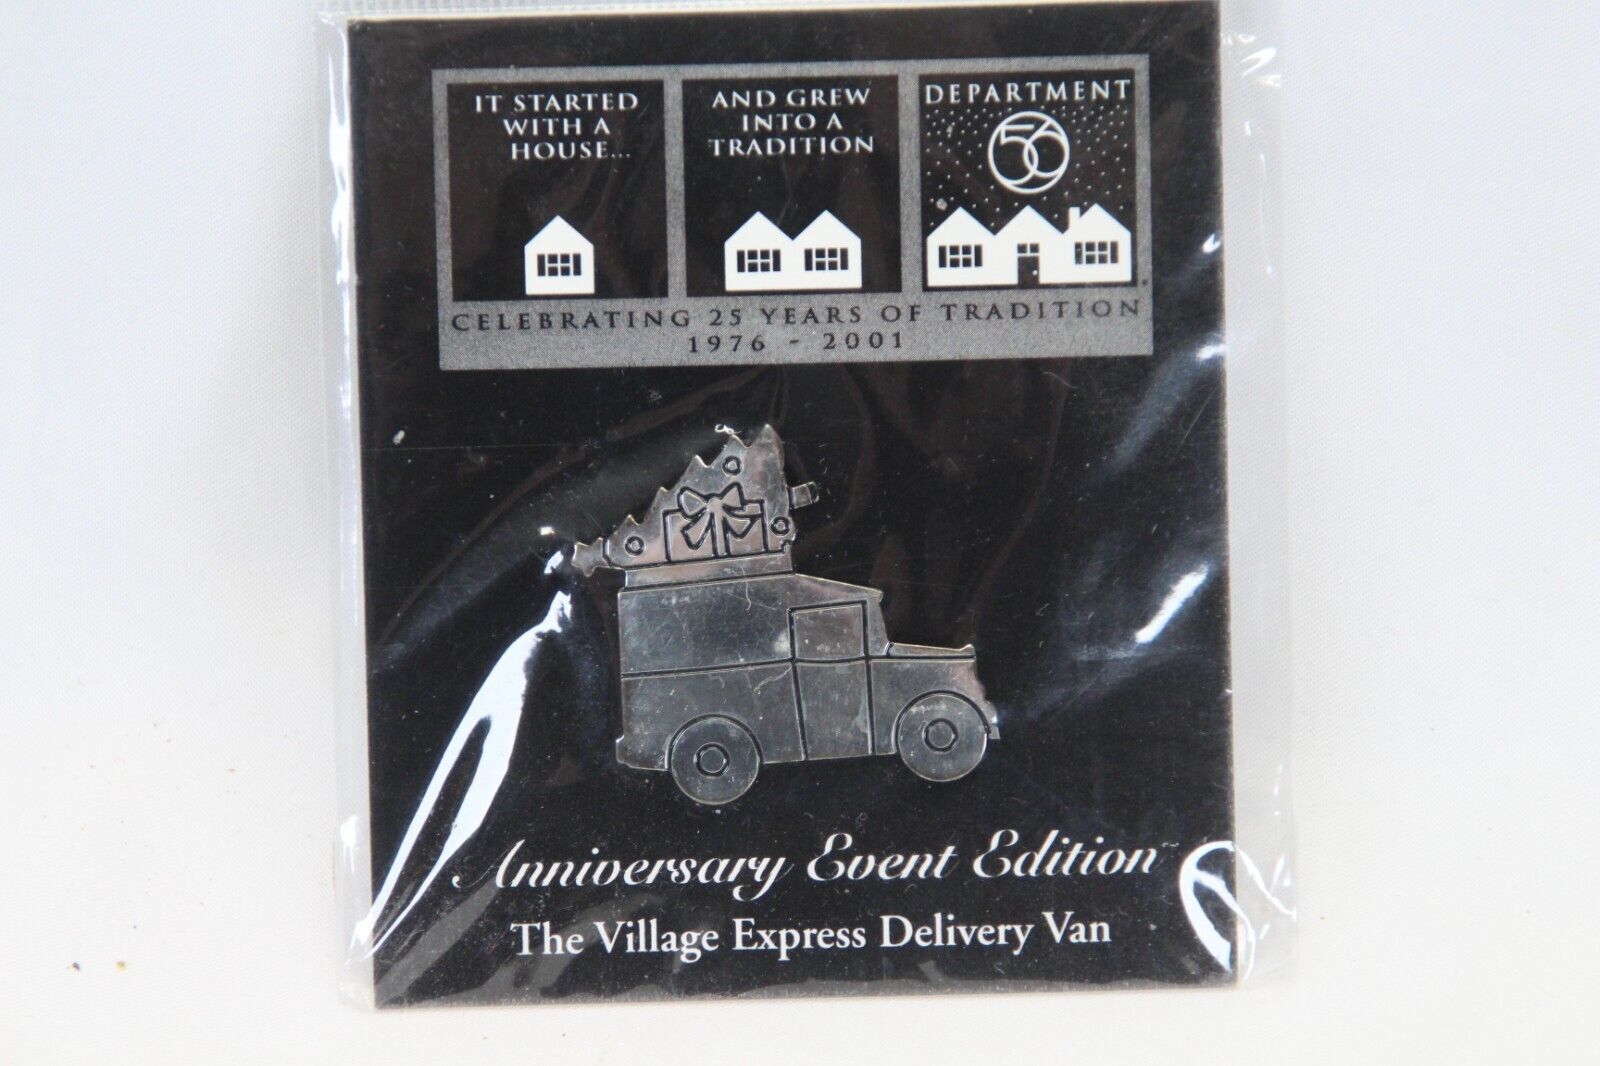 IT STARTED
WITH A
HOUSE...
AND GREW
INTO A
TRADITION
DEPARTMENT
56
CELEBRATING 25 YEARS OF TRADITION
1976 - 2001
Anniversary Event Edition
The Village Express Delivery Van